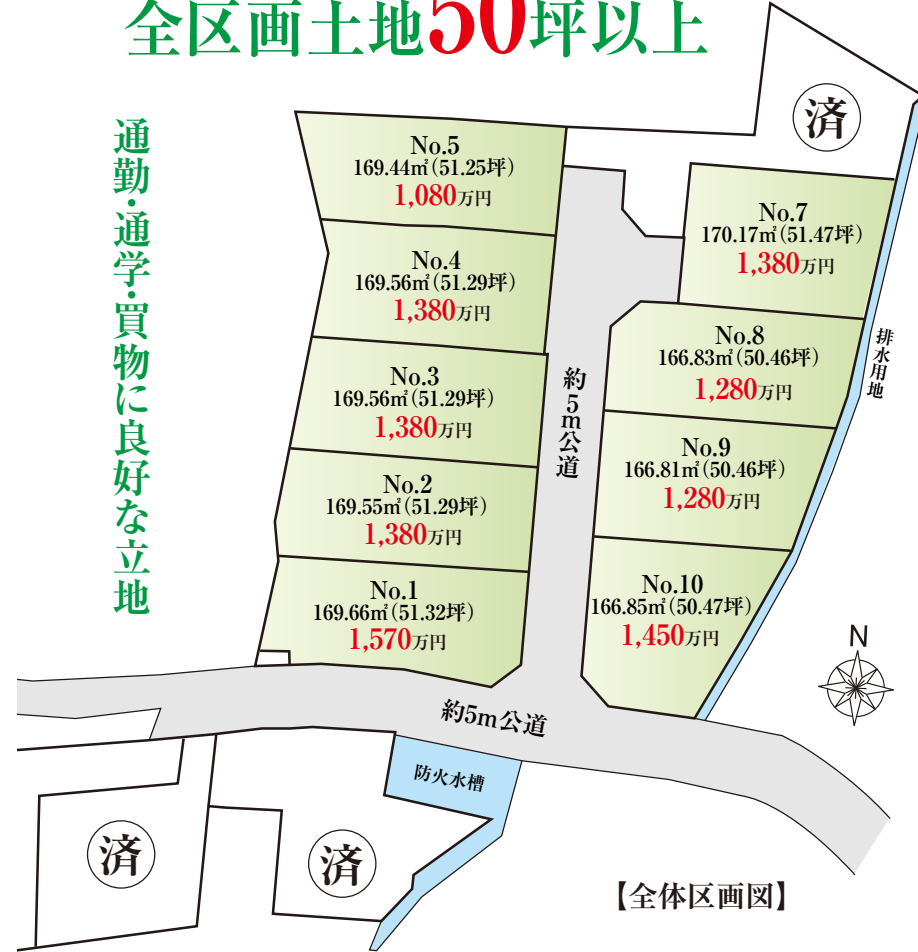 全区画土地50坪以上
通勤・通学・買物に良好な立地
済
No.5
169.44㎡(51.25坪)
1,080万円
No.4
169.56㎡(51.29坪)
1,380万円
No.3
169.56㎡(51.29坪)
1,380万円
No.2
169.55㎡(51.29坪)
1,380万円
No.1
169.66㎡(51.32坪)
1,570万円
約5m公道
No.7
170.17㎡(51.47坪)
1,380万円
No.8
166.83㎡(50.46坪)
1,280万円
No.9
166.81㎡(50.46坪)
1,280万円
No.10
166.85㎡(50.47坪)
1,450万円
排水用地
N
約5m公道
防火水槽
済
済
【全体区画図】